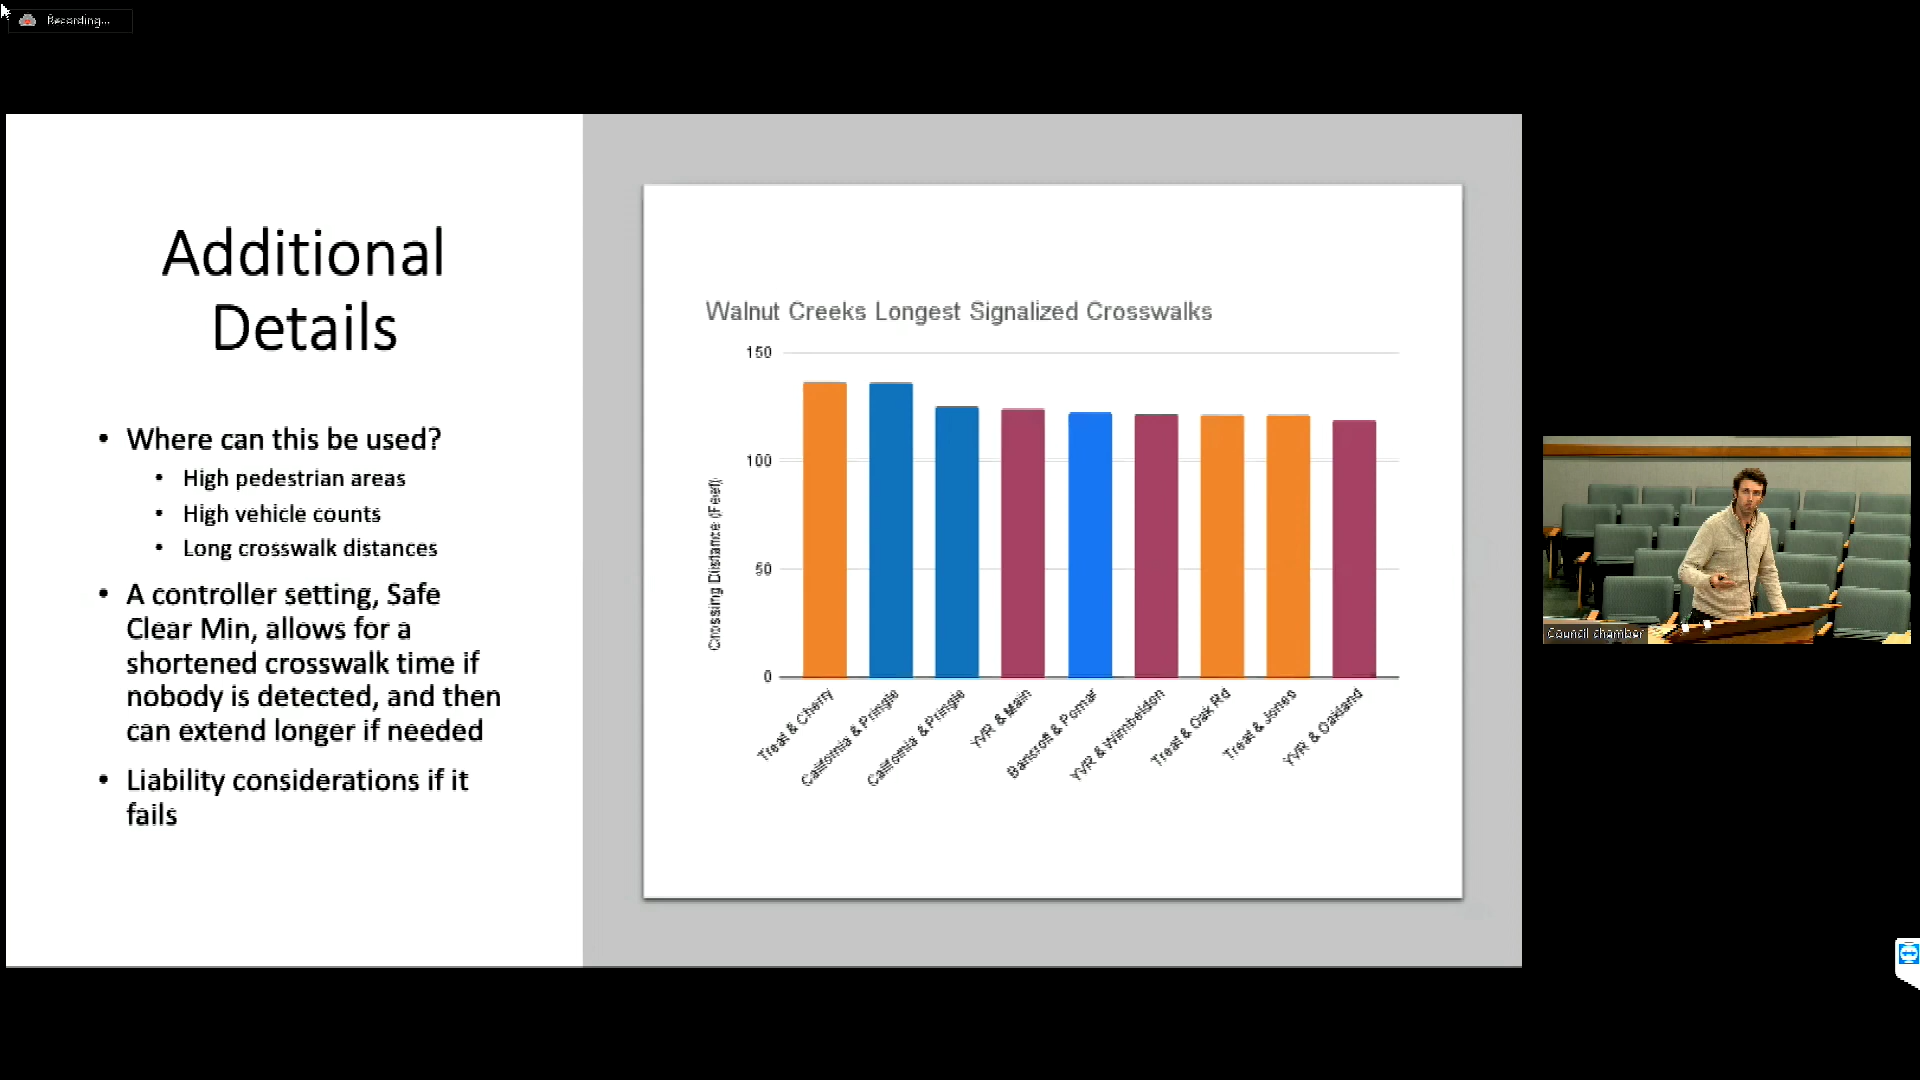 Recording...
Additional
Details
• Where can this be used?
• High pedestrian areas
• High vehicle counts
• Long crosswalk distances
• A controller setting, Safe
Clear Min, allows for a
shortened crosswalk time if
nobody is detected, and then
can extend longer if needed
• Liability considerations if it
fails
Walnut Creeks Longest Signalized Crosswalks
Crossing Distance (Feet)
150
100
50
0
Treat & Cherry
California & Pringle
California & Pringle
YVR & Main
Bancroft & Pomar
YVR & Wimbeldon
Treat & Oak Rd
Treat & Jones
YVR & Oakland
Council chamber